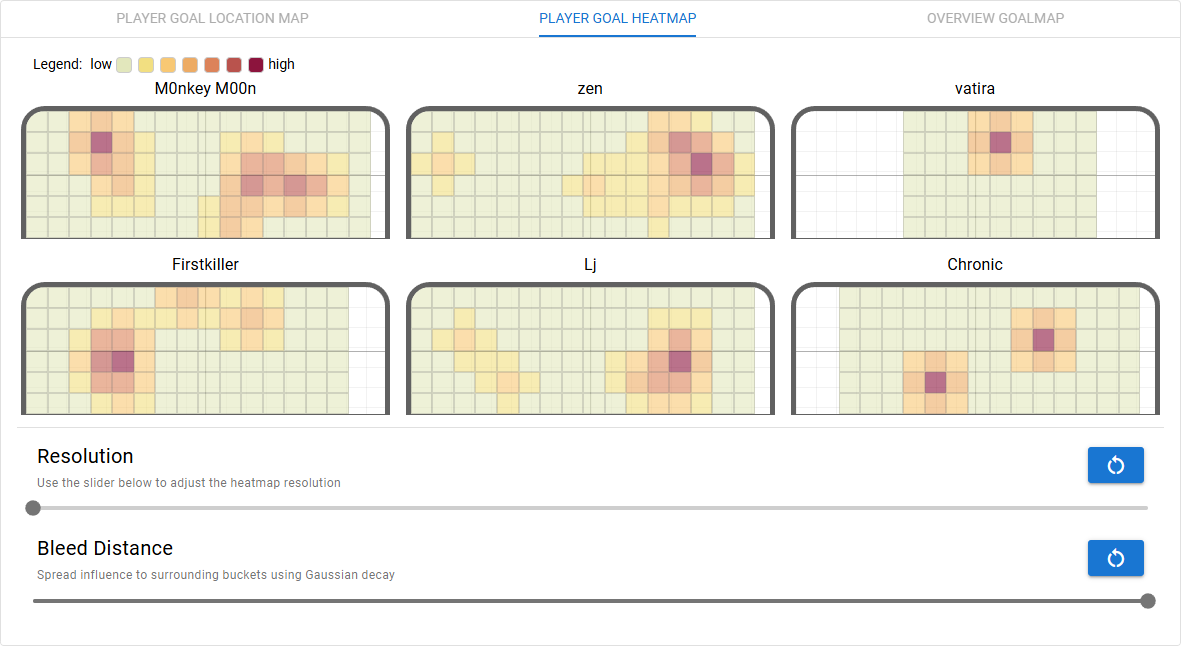 PLAYER GOAL LOCATION MAP PLAYER GOAL HEATMAP OVERVIEW GOALMAP
Legend: low high
M0nkey M00n zen vatira
Firstkiller Lj Chronic
Resolution
Use the slider below to adjust the heatmap resolution
Bleed Distance
Spread influence to surrounding buckets using Gaussian decay